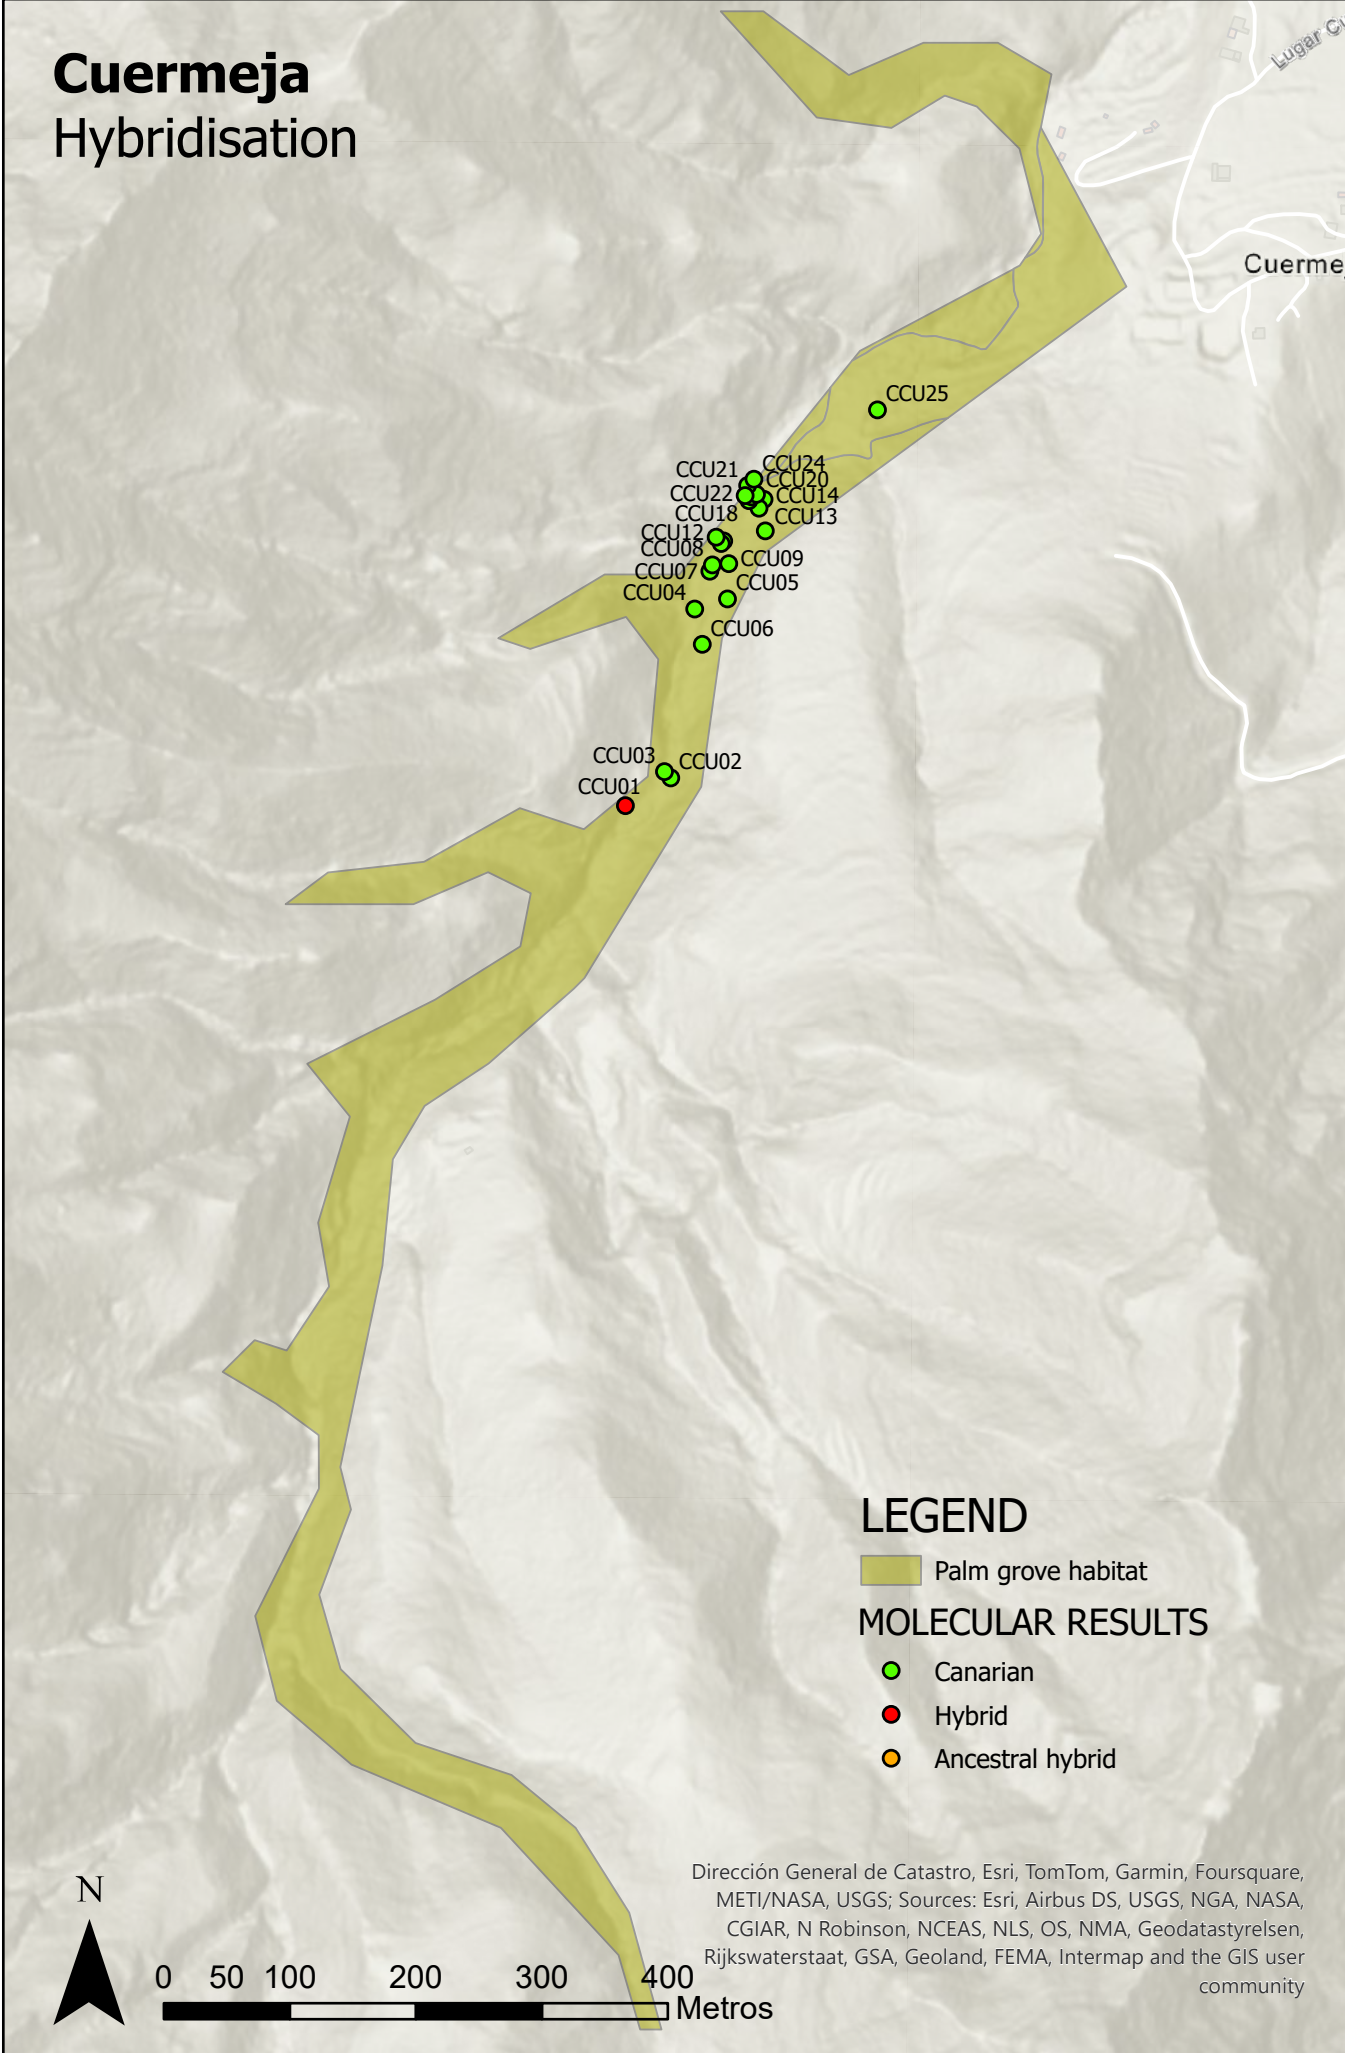 Cuermeja
Hybridisation
Lugar Cu
Cuerme
CCU25
CCU24
CCU21
CCU20
CCU22
CCU14
CCU18
CCU13
CCU12
CCU08
CCU09
CCU07
CCU05
CCU04
CCU06
CCU03
CCU02
CCU01
LEGEND
Palm grove habitat
MOLECULAR RESULTS
Canarian
Hybrid
Ancestral hybrid
Dirección General de Catastro, Esri, TomTom, Garmin, Foursquare,
METI/NASA, USGS; Sources: Esri, Airbus DS, USGS, NGA, NASA,
CGIAR, N Robinson, NCEAS, NLS, OS, NMA, Geodatastyrelsen,
Rijkswaterstaat, GSA, Geoland, FEMA, Intermap and the GIS user
community
N
0 50 100 200 300 400
Metros